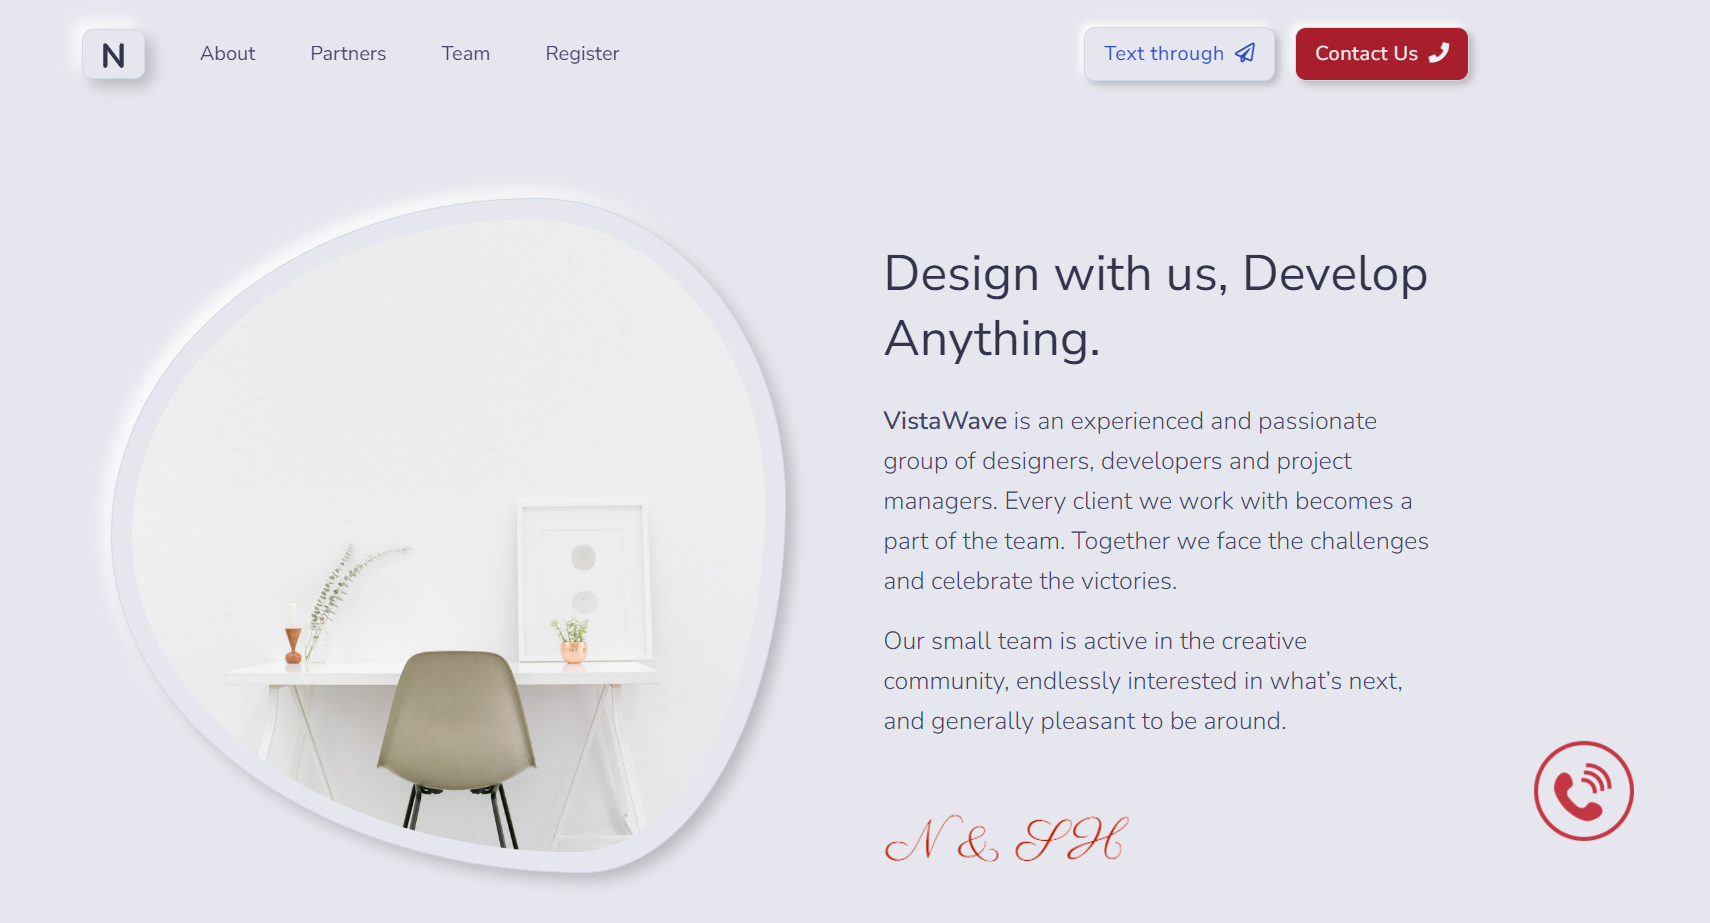 N
About
Partners
Team
Register
Text through
Contact Us
Design with us, Develop
Anything.
VistaWave is an experienced and passionate
group of designers, developers and project
managers. Every client we work with becomes a
part of the team. Together we face the challenges
and celebrate the victories.
Our small team is active in the creative
community, endlessly interested in what’s next,
and generally pleasant to be around.
N & SH